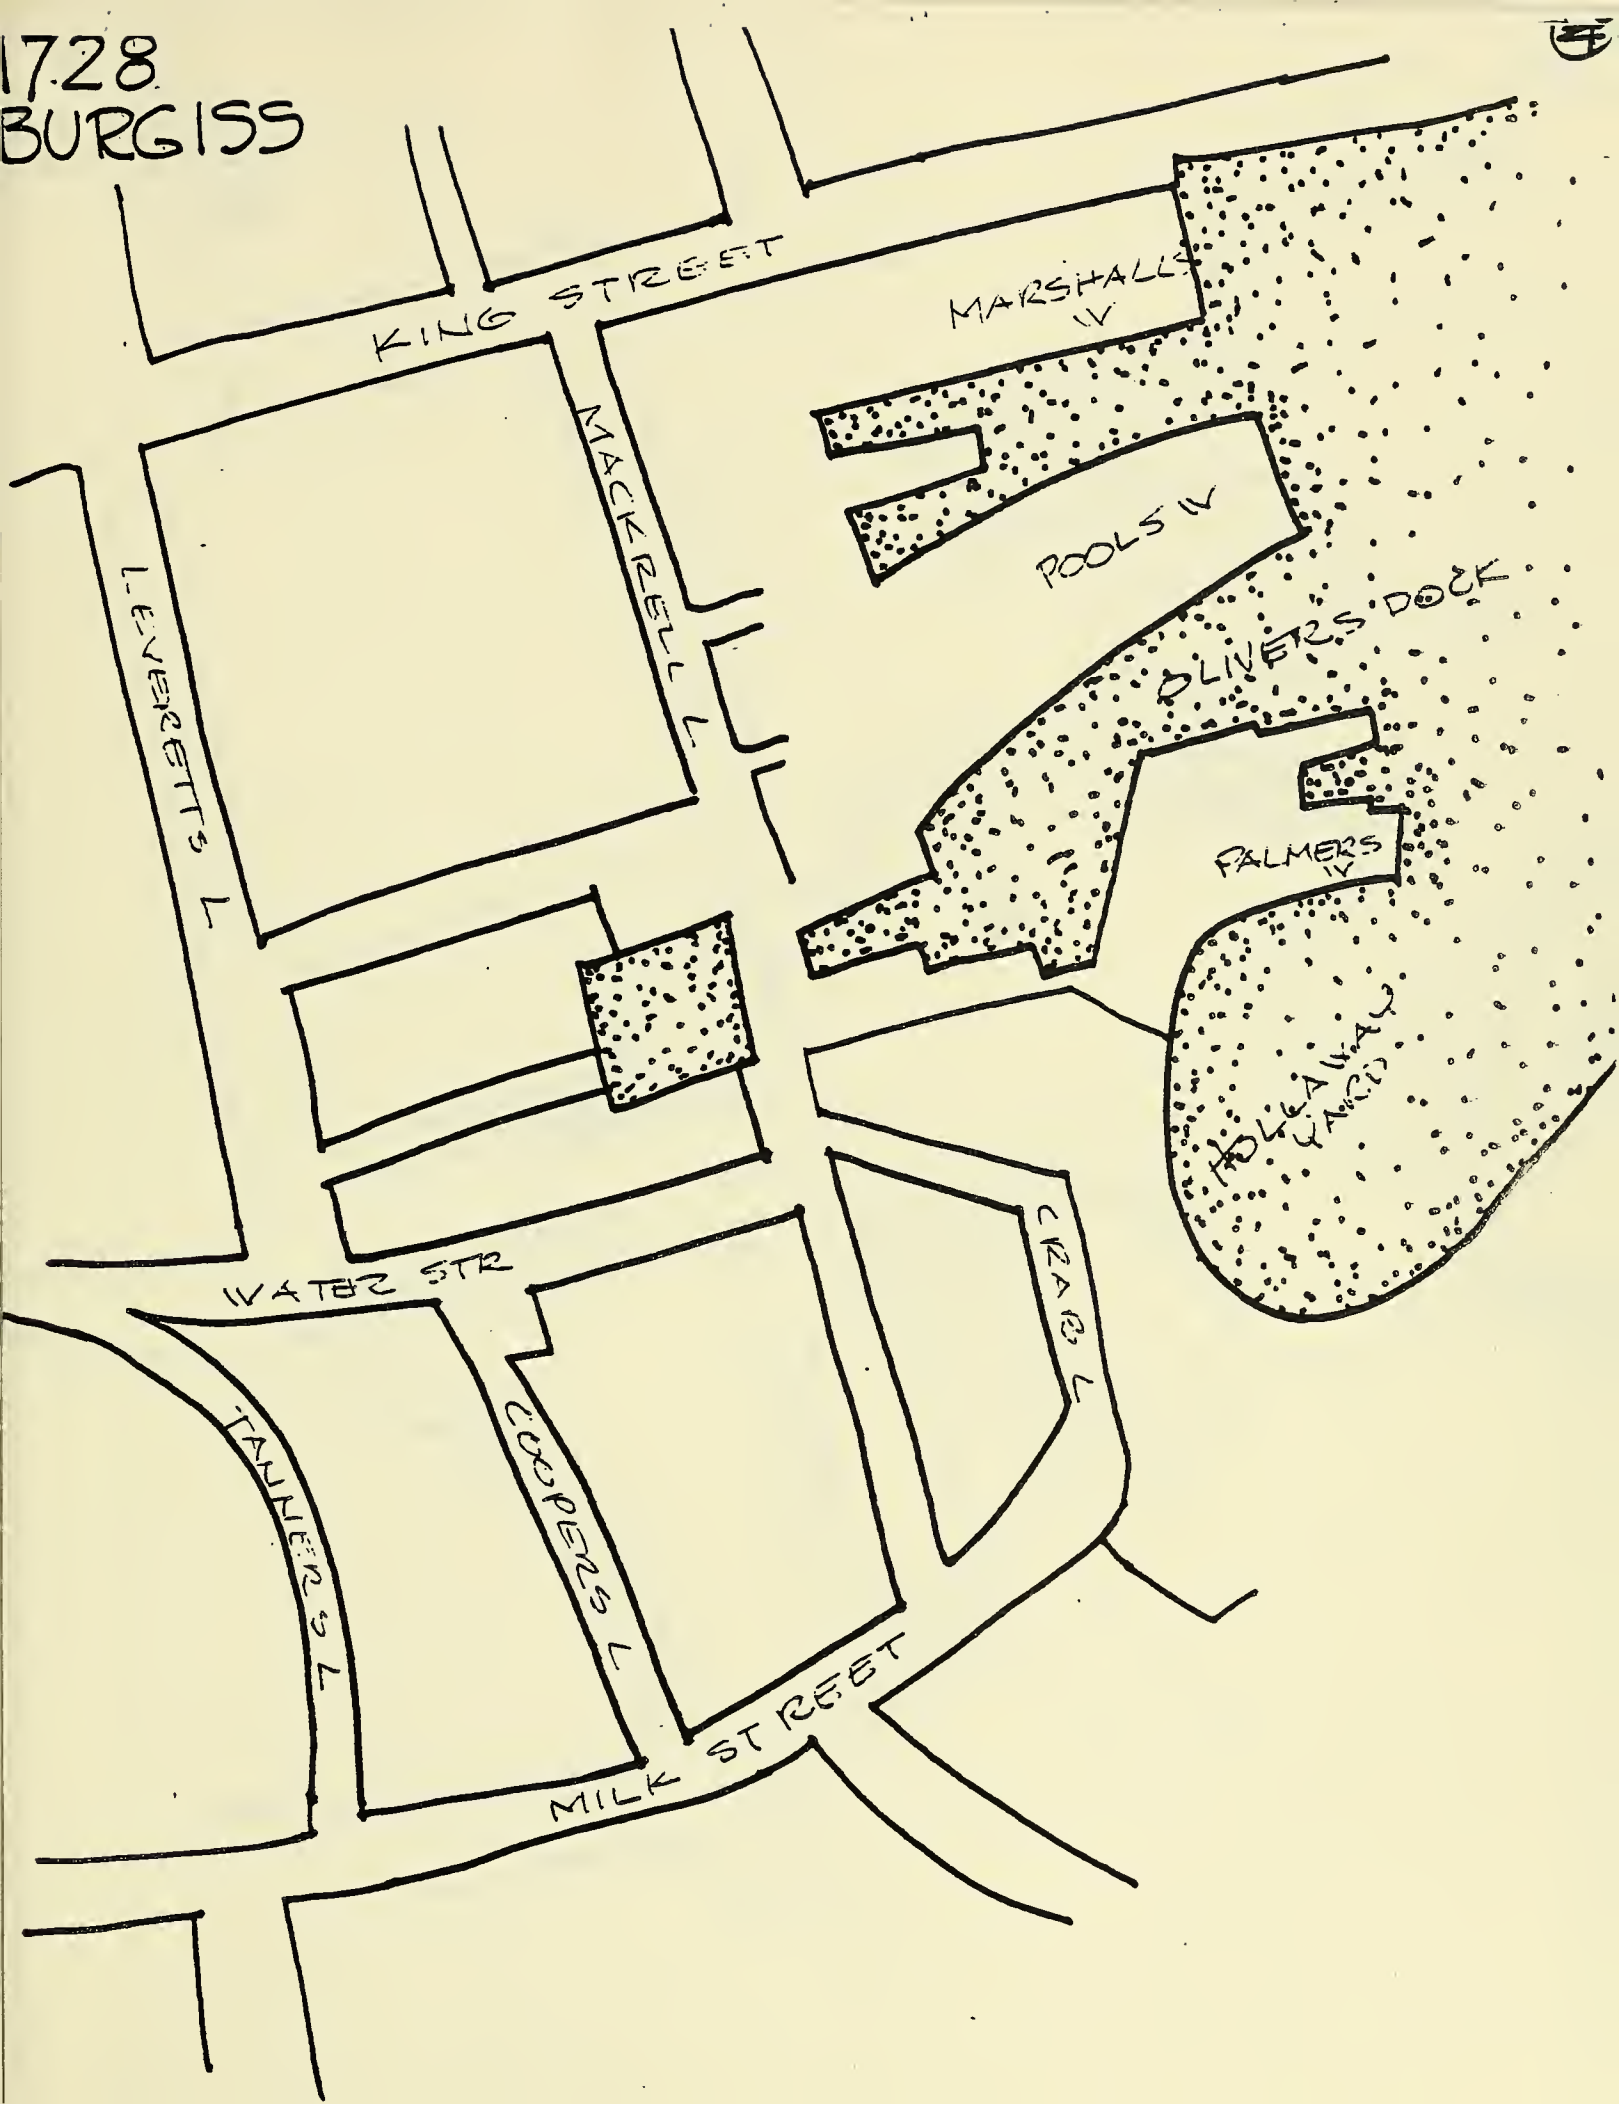 1728
BURGISS
KING STREET
MARSHALLS
W
MACKRELL L
POOLS W
LEVERETTS L
OLIVERS DOCK
PALMERS
W
YARD
WATER STR
CRAB L
TANNERS L
COOPERS L
MILK STREET